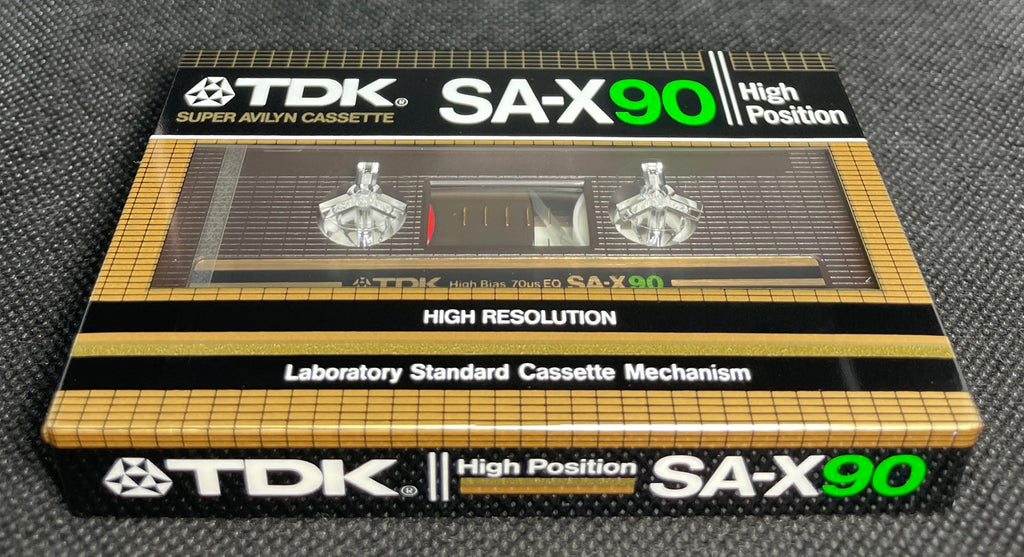 TDK®
SUPER AVILYN CASSETTE
SA-X90
High
Position
TDK High Bias 70us EQ SA-X90
HIGH RESOLUTION
Laboratory Standard Cassette Mechanism
TDK® High Position SA-X90